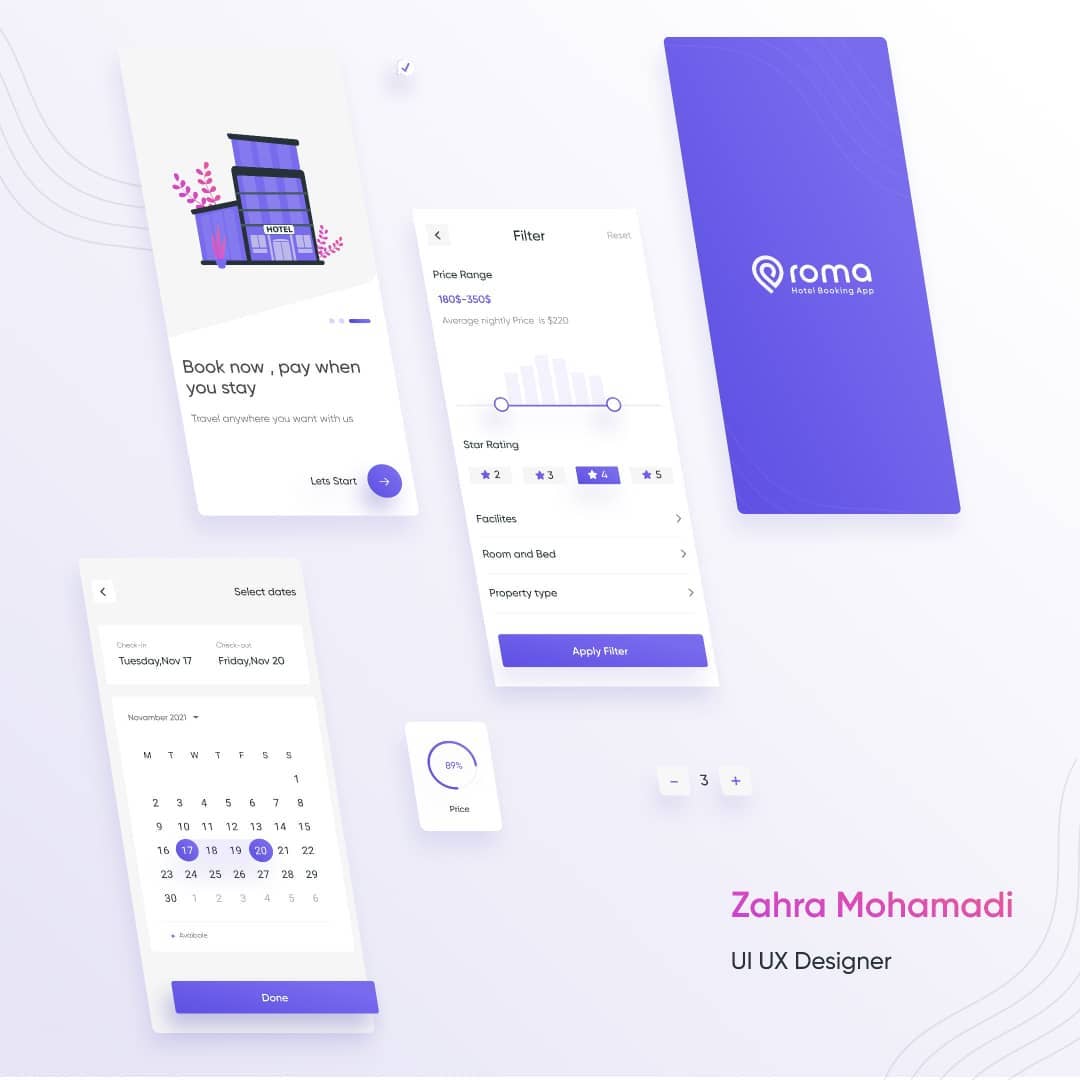 HOTEL
Book now , pay when
you stay
Travel anywhere you want with us
Lets Start
Filter
Reset
Price Range
180$-350$
Average nightly Price is $220
Star Rating
2 3 4 5
Facilites
Room and Bed
Property type
Apply Filter
roma
Hotel Booking App
Select dates
Check-in Check-out
Tuesday,Nov 17 Friday,Nov 20
Novamber 2021
M T W T F S S
1
2 3 4 5 6 7 8
9 10 11 12 13 14 15
16 17 18 19 20 21 22
23 24 25 26 27 28 29
30 1 2 3 4 5 6
Available
Done
89%
Price
- 3 +
Zahra Mohamadi
UI UX Designer